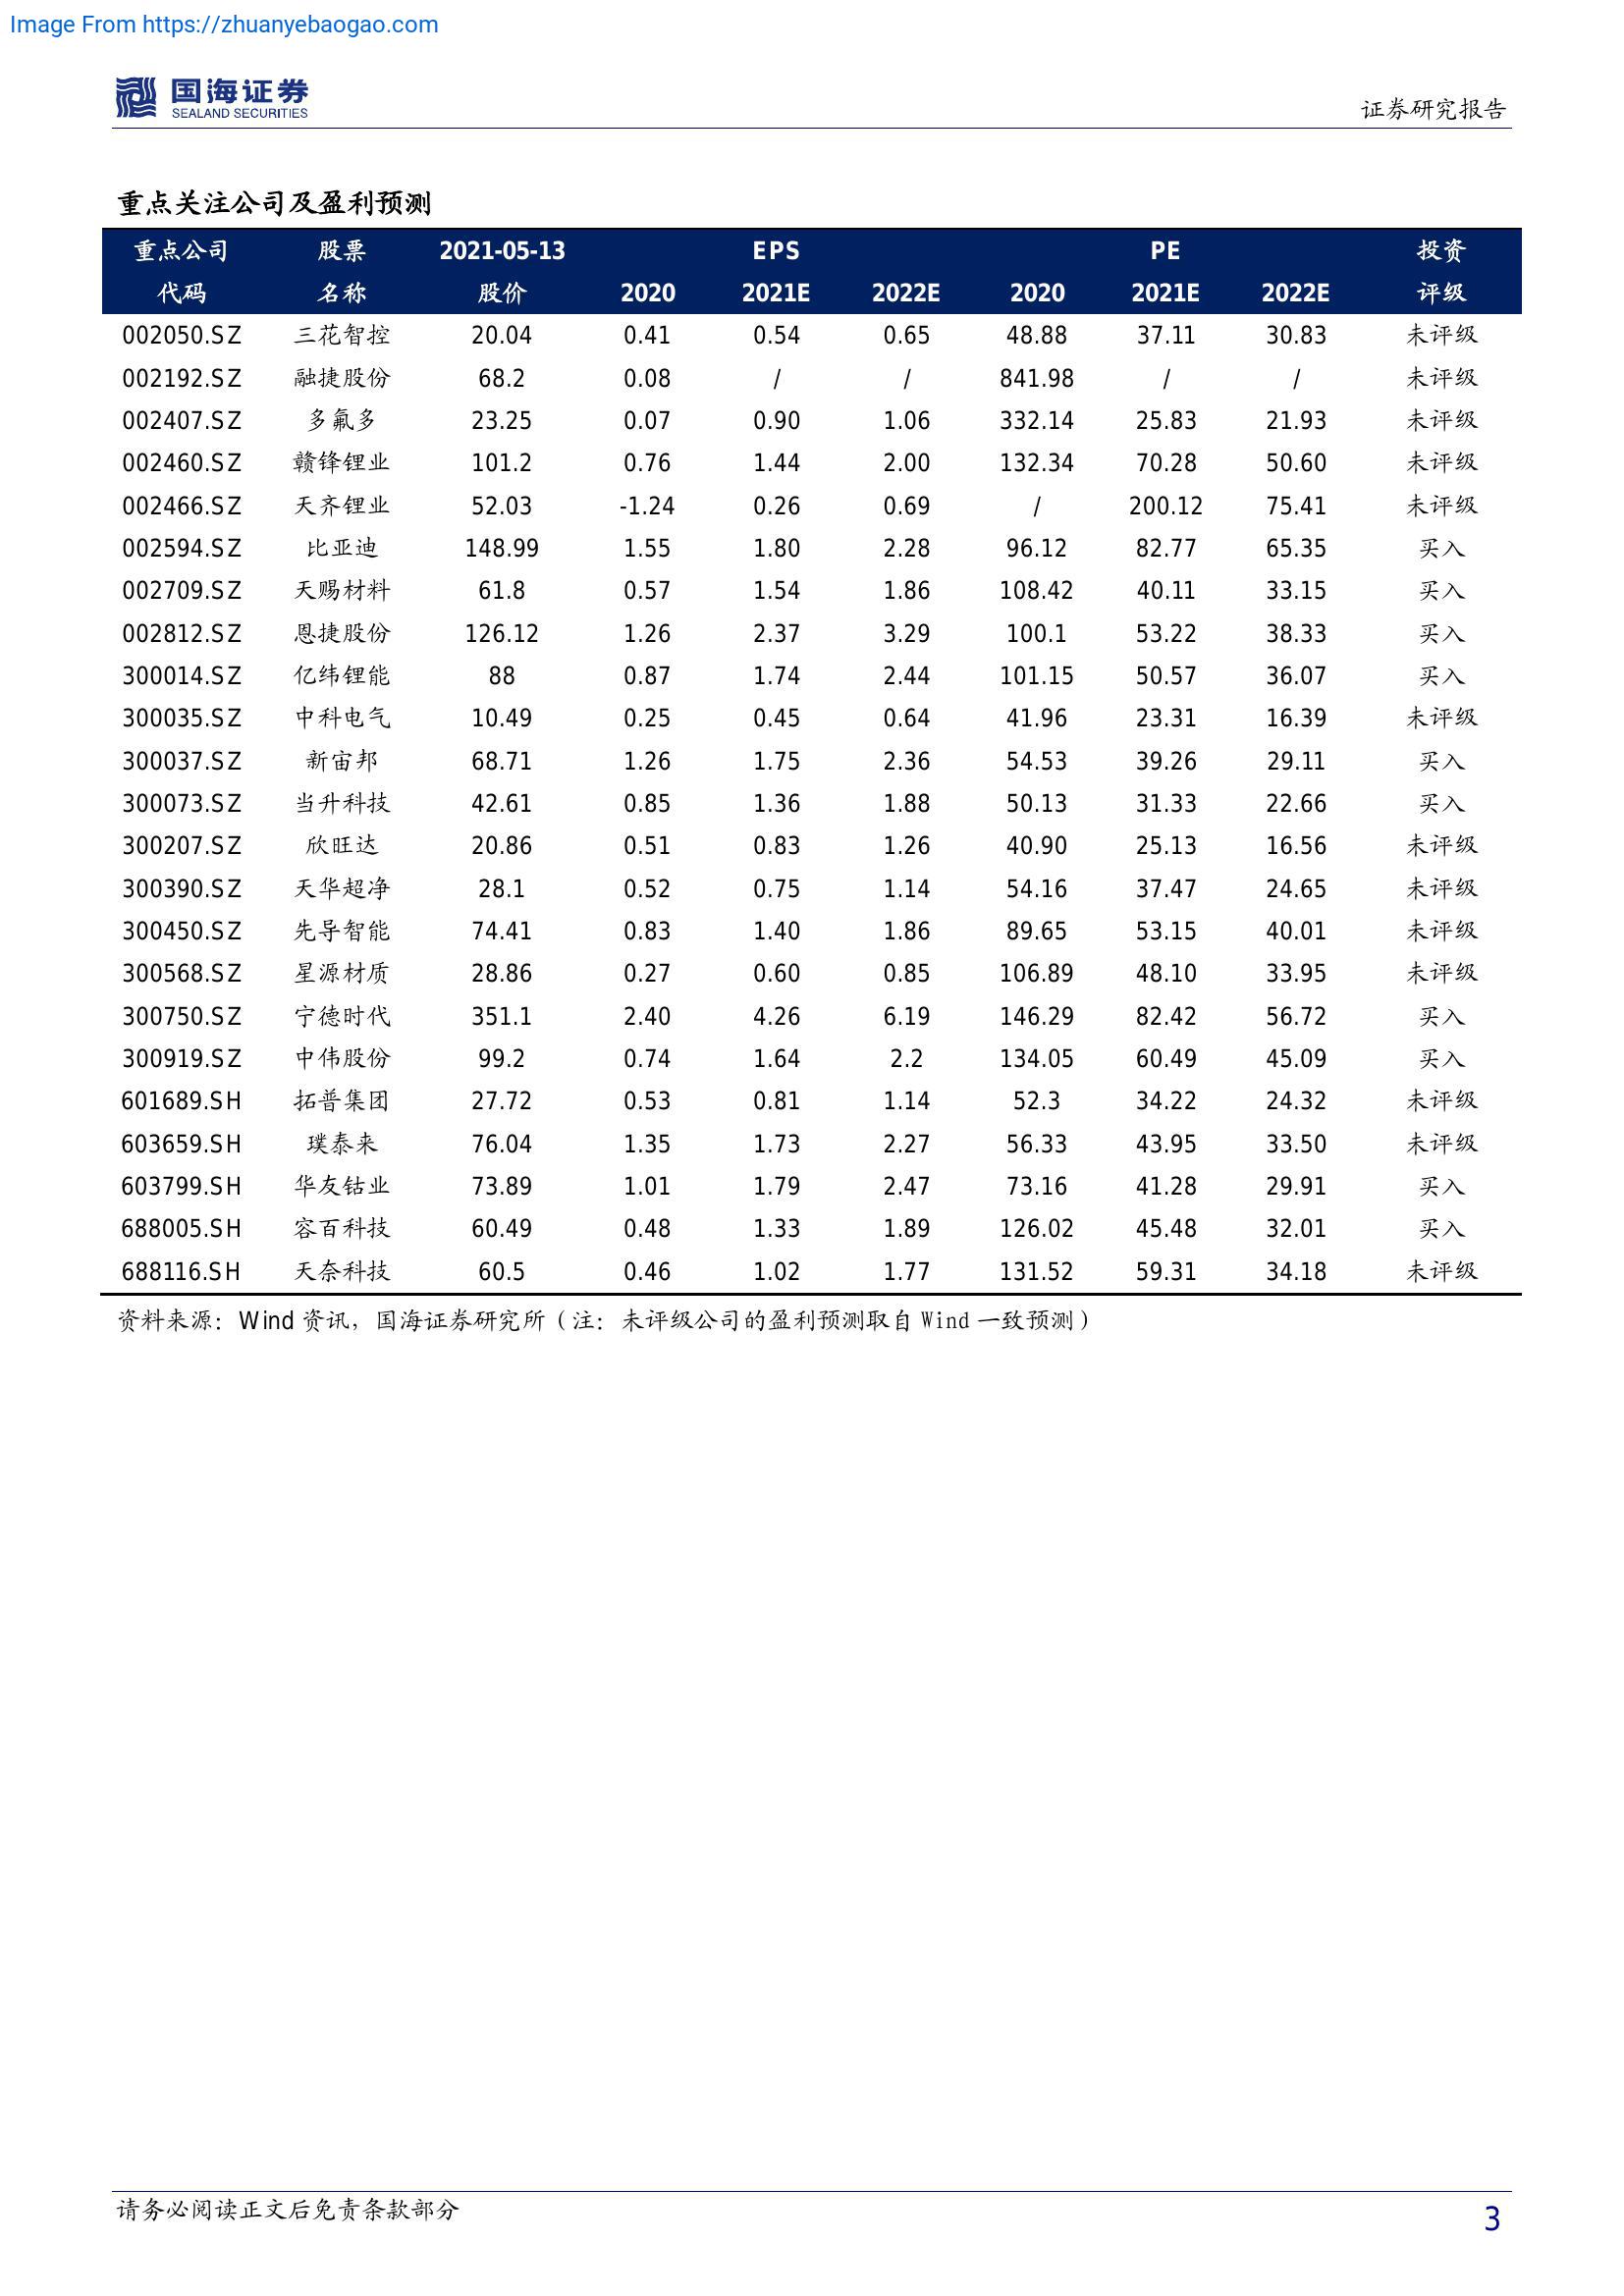 Image From https://zhuanyebaogao.com
国海证券
SEALAND SECURITIES
证券研究报告
重点关注公司及盈利预测
重点公司 股票 2021-05-13 EPS PE 投资
代码 名称 股价 2020 2021E 2022E 2020 2021E 2022E 评级
002050.SZ 三花智控 20.04 0.41 0.54 0.65 48.88 37.11 30.83 未评级
002192.SZ 融捷股份 68.2 0.08 / / 841.98 / / 未评级
002407.SZ 多氟多 23.25 0.07 0.90 1.06 332.14 25.83 21.93 未评级
002460.SZ 赣锋锂业 101.2 0.76 1.44 2.00 132.34 70.28 50.60 未评级
002466.SZ 天齐锂业 52.03 -1.24 0.26 0.69 / 200.12 75.41 未评级
002594.SZ 比亚迪 148.99 1.55 1.80 2.28 96.12 82.77 65.35 买入
002709.SZ 天赐材料 61.8 0.57 1.54 1.86 108.42 40.11 33.15 买入
002812.SZ 恩捷股份 126.12 1.26 2.37 3.29 100.1 53.22 38.33 买入
300014.SZ 亿纬锂能 88 0.87 1.74 2.44 101.15 50.57 36.07 买入
300035.SZ 中科电气 10.49 0.25 0.45 0.64 41.96 23.31 16.39 未评级
300037.SZ 新宙邦 68.71 1.26 1.75 2.36 54.53 39.26 29.11 买入
300073.SZ 当升科技 42.61 0.85 1.36 1.88 50.13 31.33 22.66 买入
300207.SZ 欣旺达 20.86 0.51 0.83 1.26 40.90 25.13 16.56 未评级
300390.SZ 天华超净 28.1 0.52 0.75 1.14 54.16 37.47 24.65 未评级
300450.SZ 先导智能 74.41 0.83 1.40 1.86 89.65 53.15 40.01 未评级
300568.SZ 星源材质 28.86 0.27 0.60 0.85 106.89 48.10 33.95 未评级
300750.SZ 宁德时代 351.1 2.40 4.26 6.19 146.29 82.42 56.72 买入
300919.SZ 中伟股份 99.2 0.74 1.64 2.2 134.05 60.49 45.09 买入
601689.SH 拓普集团 27.72 0.53 0.81 1.14 52.3 34.22 24.32 未评级
603659.SH 璞泰来 76.04 1.35 1.73 2.27 56.33 43.95 33.50 未评级
603799.SH 华友钴业 73.89 1.01 1.79 2.47 73.16 41.28 29.91 买入
688005.SH 容百科技 60.49 0.48 1.33 1.89 126.02 45.48 32.01 买入
688116.SH 天奈科技 60.5 0.46 1.02 1.77 131.52 59.31 34.18 未评级
资料来源：Wind 资讯，国海证券研究所（注：未评级公司的盈利预测取自 Wind 一致预测）
请务必阅读正文后免责条款部分
3